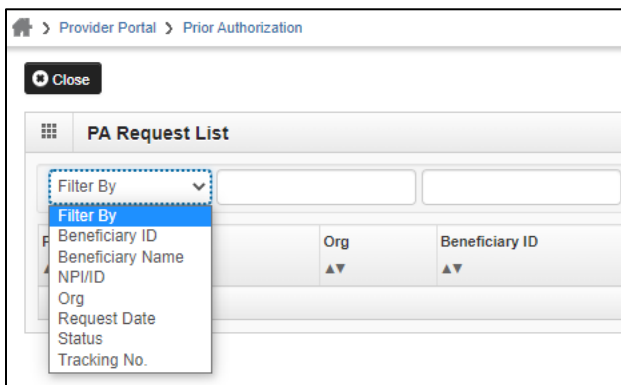 Provider Portal > Prior Authorization
Close
PA Request List
Filter By
Filter By
Beneficiary ID
Beneficiary Name
NPI/ID
Org
Request Date
Status
Tracking No.
Org
Beneficiary ID